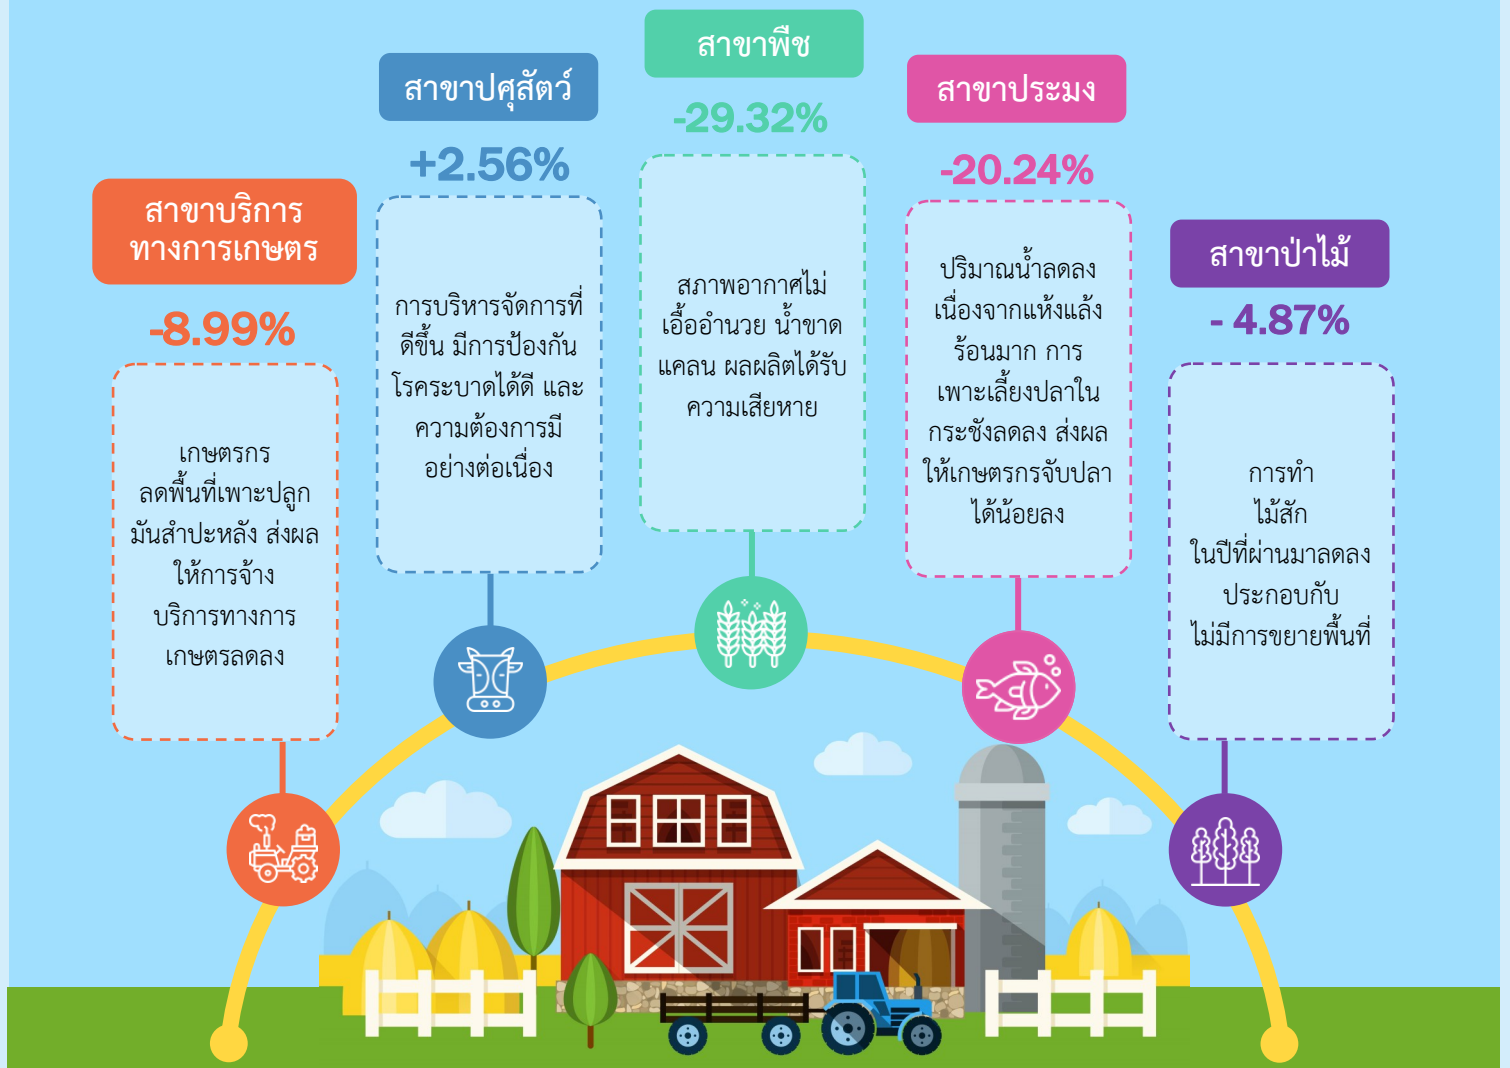 สาขาบริการ
ทางการเกษตร
-8.99%
เกษตรกร
ลดพื้นที่เพาะปลูก
มันสำปะหลัง ส่งผล
ให้การจ้าง
บริการทางการ
เกษตรลดลง
สาขาปศุสัตว์
+2.56%
การบริหารจัดการที่
ดีขึ้น มีการป้องกัน
โรคระบาดได้ดี และ
ความต้องการมี
อย่างต่อเนื่อง
สาขาพืช
-29.32%
สภาพอากาศไม่
เอื้ออำนวย น้ำขาด
แคลน ผลผลิตได้รับ
ความเสียหาย
สาขาประมง
-20.24%
ปริมาณน้ำลดลง
เนื่องจากแห้งแล้ง
ร้อนมาก การ
เพาะเลี้ยงปลาใน
กระชังลดลง ส่งผล
ให้เกษตรกรจับปลา
ได้น้อยลง
สาขาป่าไม้
- 4.87%
การทำ
ไม้สัก
ในปีที่ผ่านมาลดลง
ประกอบกับ
ไม่มีการขยายพื้นที่